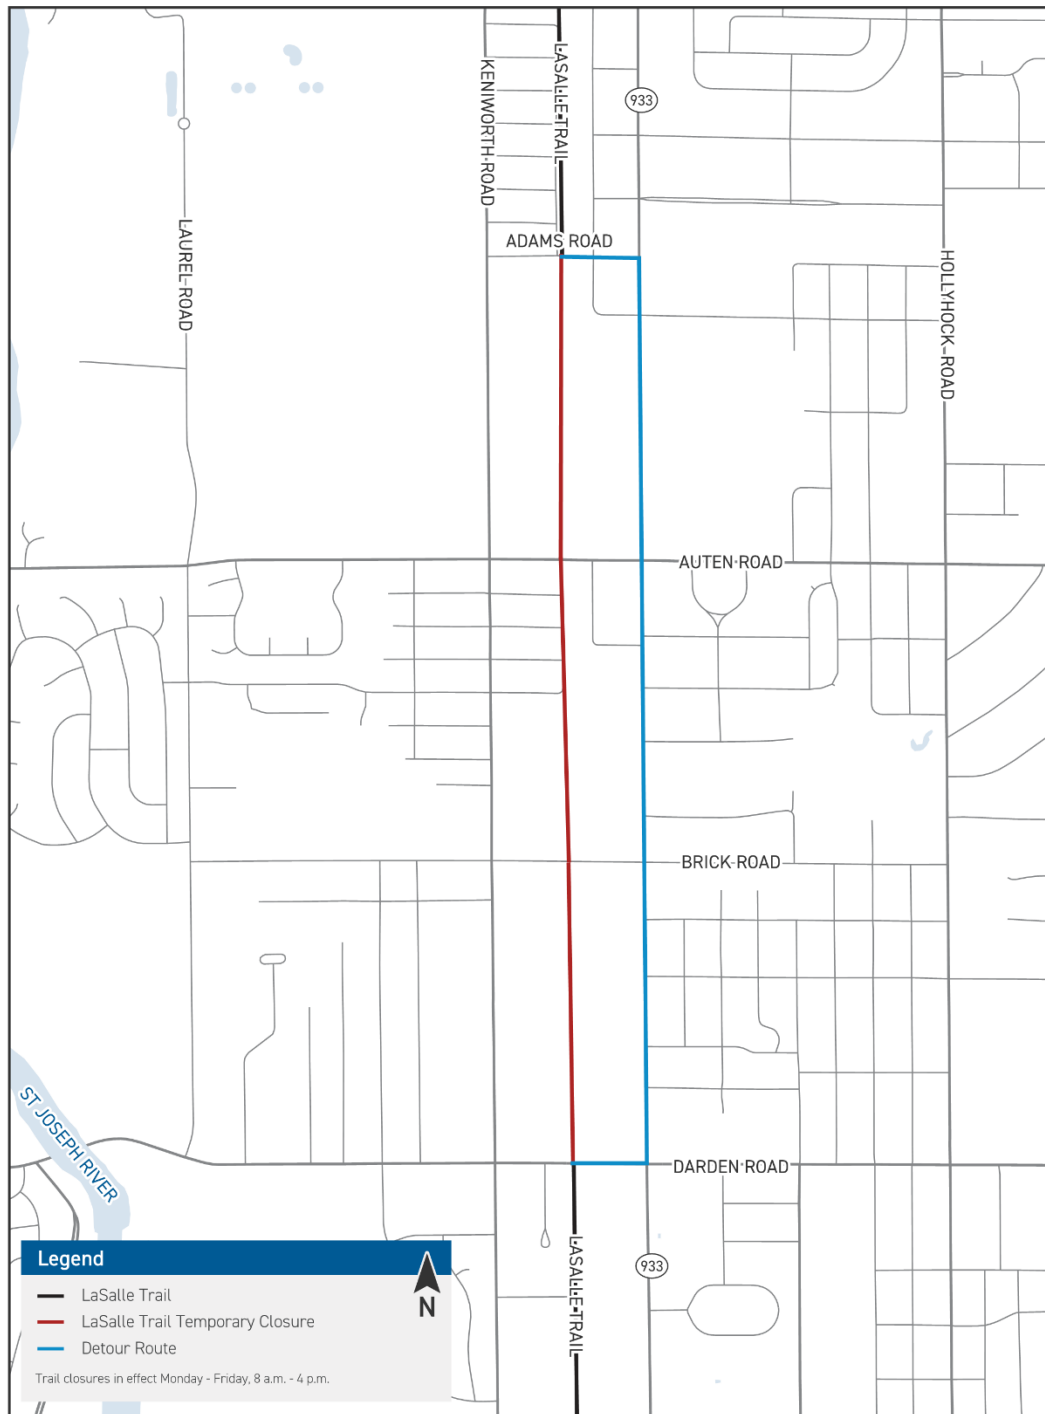 KENIWORTH ROAD
LASALLE TRAIL
933
LAUREL ROAD
ADAMS ROAD
HOLLYHOCK ROAD
AUTEN ROAD
BRICK ROAD
ST JOSEPH RIVER
DARDEN ROAD
LASALLE TRAIL
933
Legend
N
LaSalle Trail
LaSalle Trail Temporary Closure
Detour Route
Trail closures in effect Monday - Friday, 8 a.m. - 4 p.m.